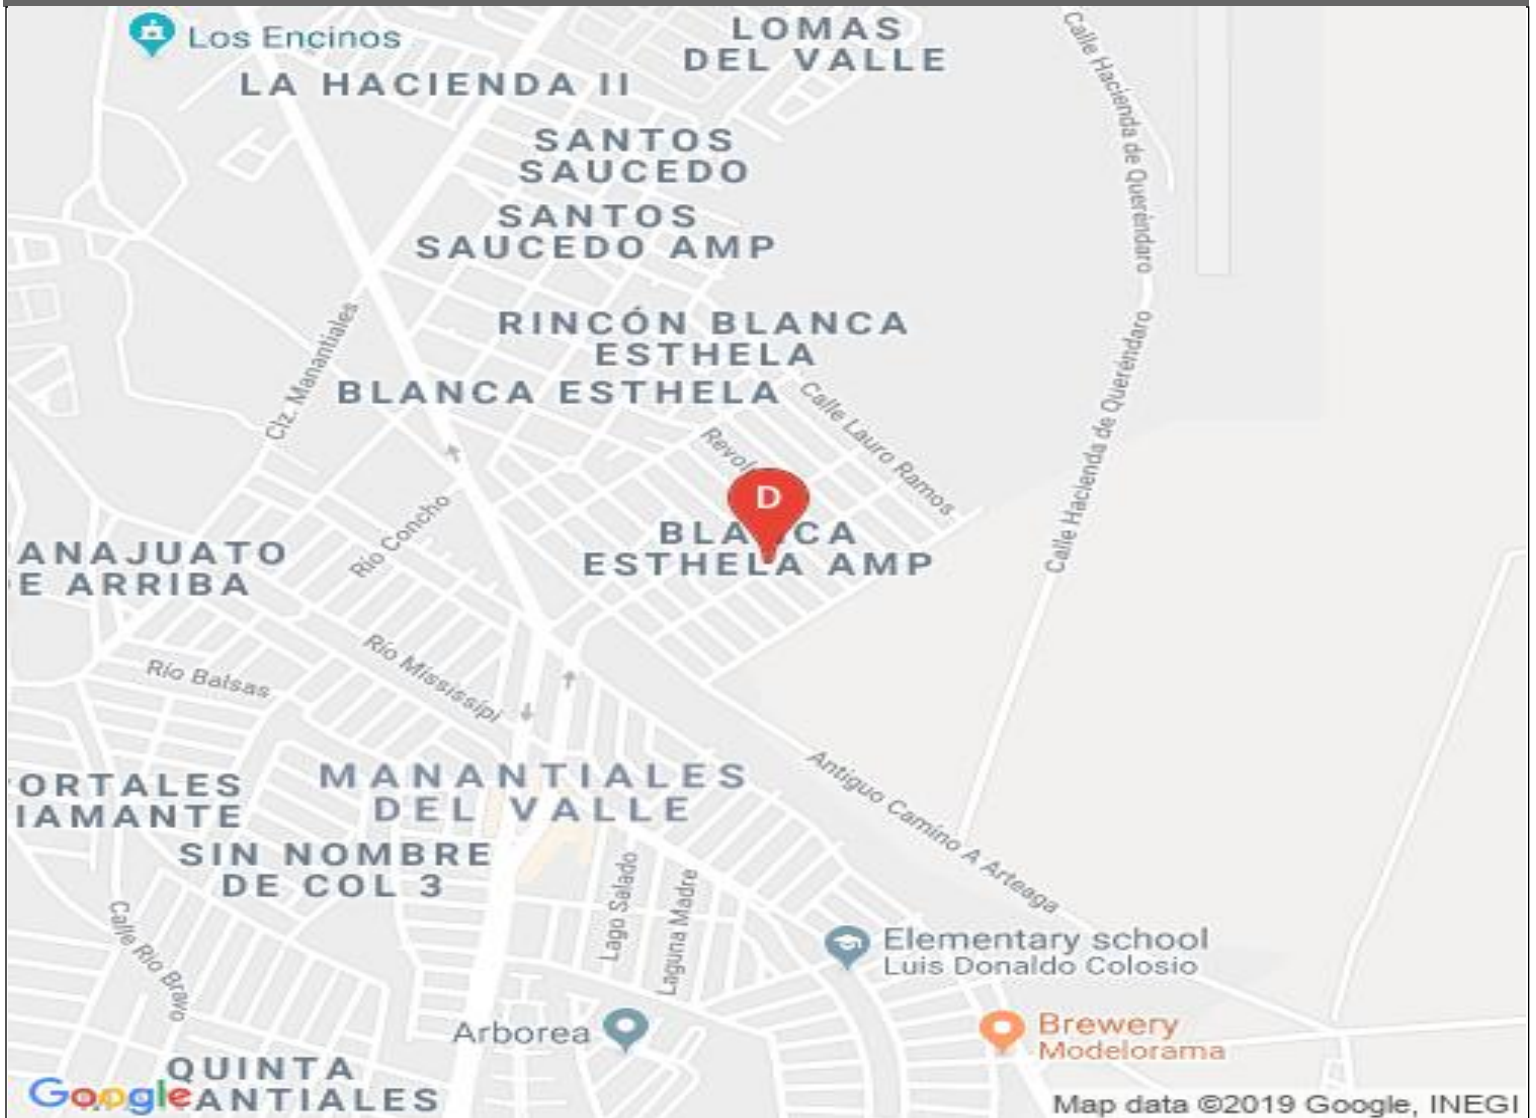 Los Encinos
LA HACIENDA II
LOMAS
DEL VALLE
Calle Hacienda de Queréndaro
SANTOS
SAUCEDO
SANTOS
SAUCEDO AMP
RINCÓN BLANCA
ESTHELA
BLANCA ESTHELA
Clz. Manantiales
Calle Lauro Ramos
Calle Hacienda de Queréndaro
Revol
D
BLANCA
ESTHELA AMP
Río Concho
ANAJUATO
E ARRIBA
Río Mississipi
Río Balsas
MANANTIALES
DEL VALLE
ORTALES
IAMANTE
Antiguo Camino A Arteaga
SIN NOMBRE
DE COL 3
Lago Salado
Laguna Madre
Calle Río Bravo
Elementary school
Luis Donaldo Colosio
Arborea
Brewery
Modelorama
QUINTA
ANTIALES
Google
Map data ©2019 Google, INEGI